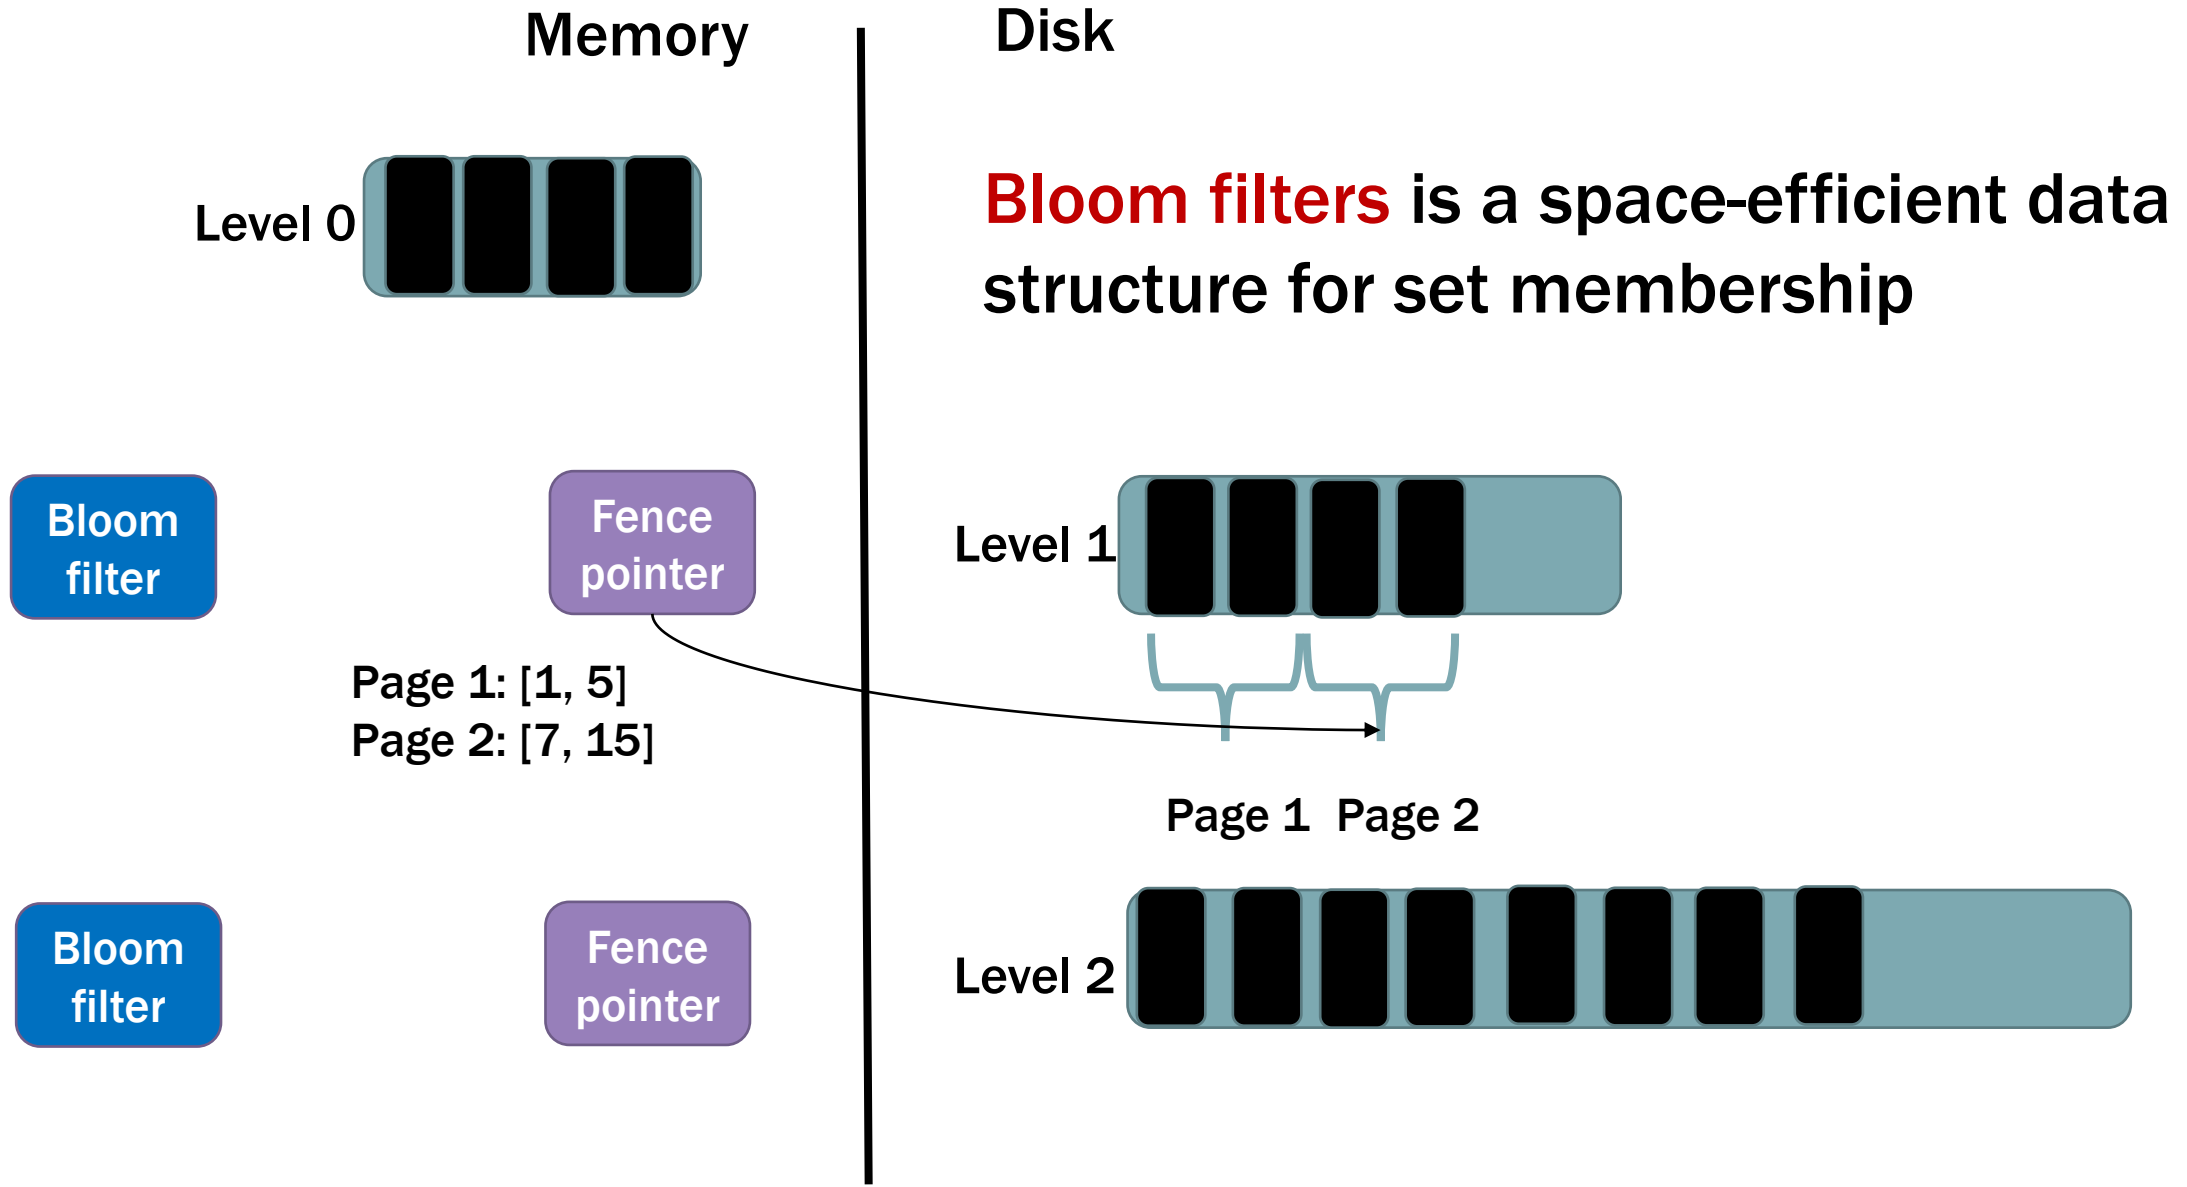 Memory
Disk
Bloom filters is a space-efficient data
structure for set membership
Level 0
Bloom
filter
Fence
pointer
Level 1
Page 1: [1, 5]
Page 2: [7, 15]
Page 1 Page 2
Bloom
filter
Fence
pointer
Level 2